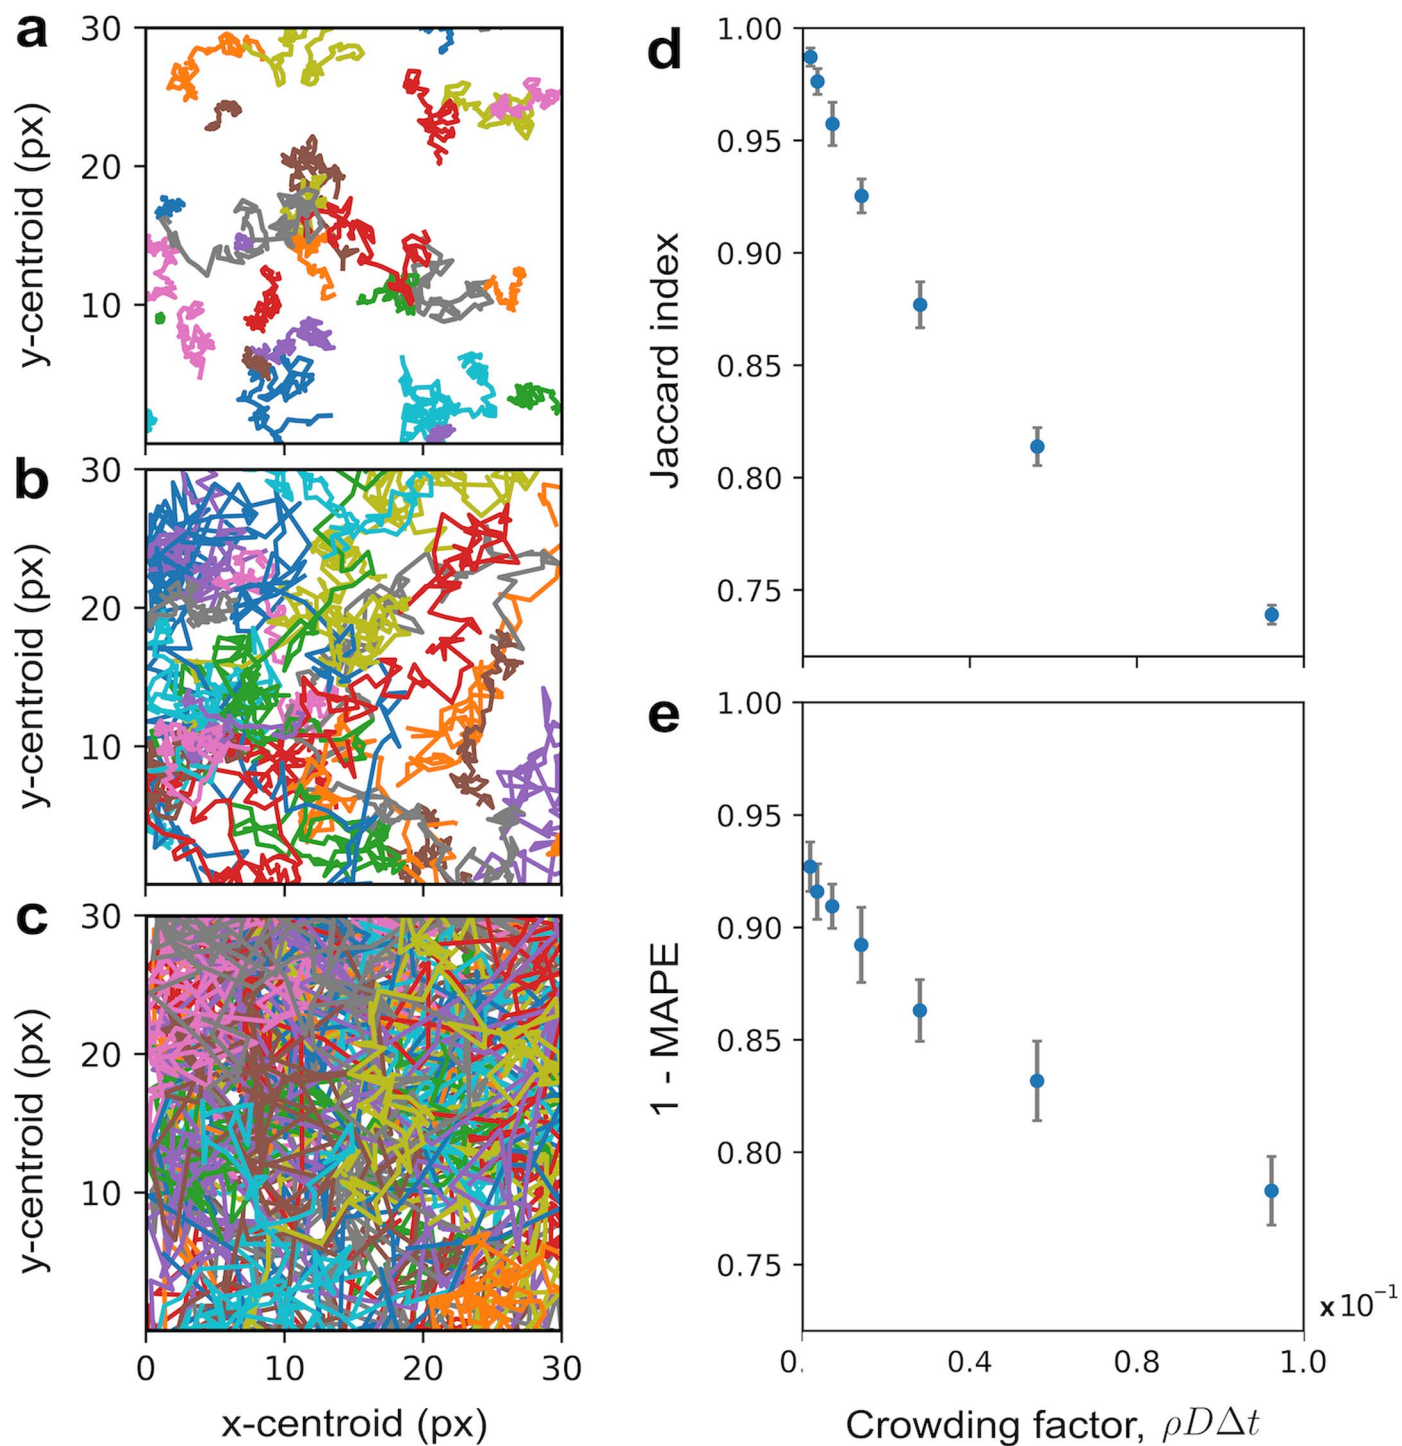 a
30
20
10
y-centroid (px)
b
30
20
10
y-centroid (px)
c
30
20
10
y-centroid (px)
0 10 20 30
x-centroid (px)
d
1.00
0.95
0.90
0.85
0.80
0.75
Jaccard index
e
1.00
0.95
0.90
0.85
0.80
0.75
1 - MAPE
x10⁻¹
0. 0.4 0.8 1.0
Crowding factor, ρDΔt